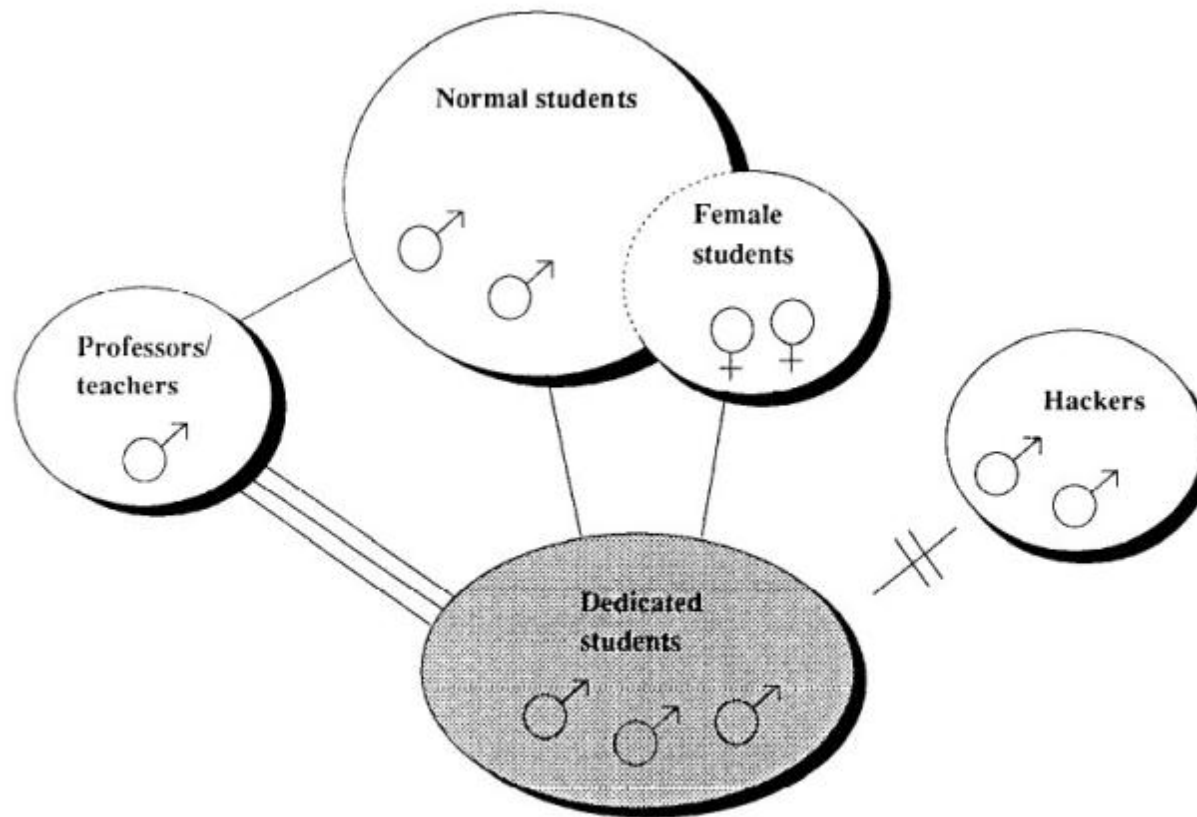 Normal students
Female
students
Professors/
teachers
Hackers
Dedicated
students